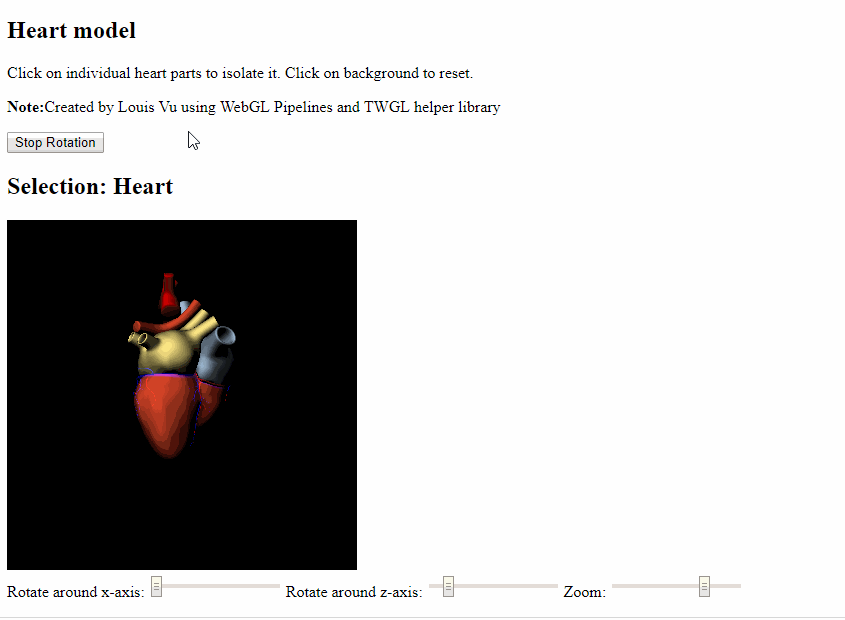 Heart model
Click on individual heart parts to isolate it. Click on background to reset.
Note:Created by Louis Vu using WebGL Pipelines and TWGL helper library
Stop Rotation
Selection: Heart
Rotate around x-axis: Rotate around z-axis: Zoom: